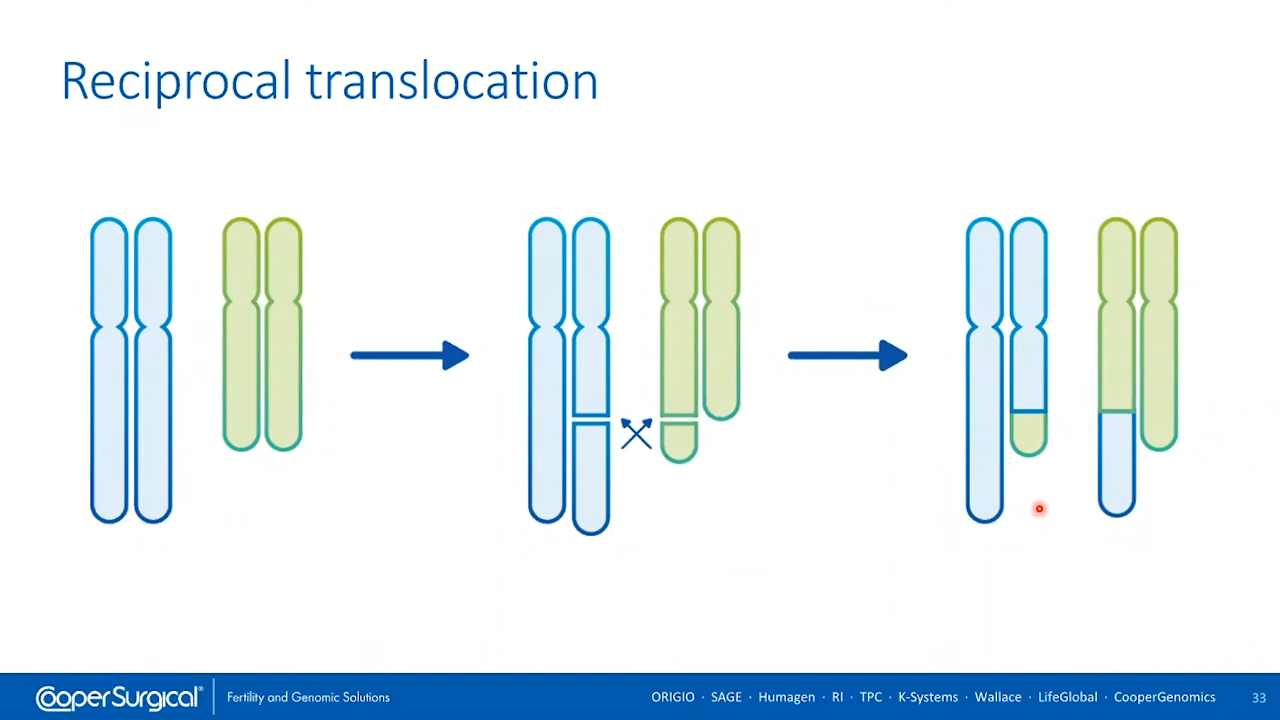 Reciprocal translocation
CooperSurgical® Fertility and Genomic Solutions ORIGIO · SAGE · Humagen · RI · TPC · K-Systems · Wallace · LifeGlobal · CooperGenomics 33